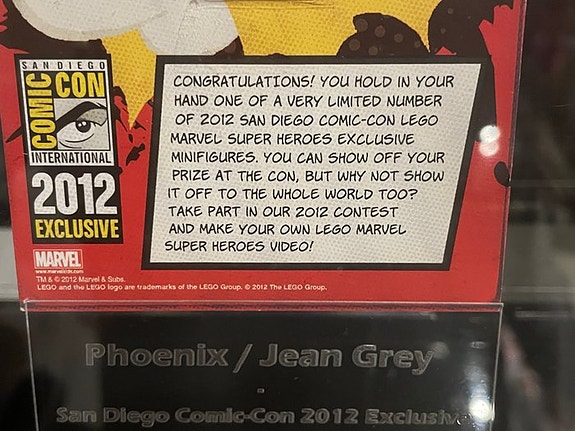 SAN DIEGO
COMIC CON
INTERNATIONAL
2012
EXCLUSIVE
CONGRATULATIONS! YOU HOLD IN YOUR
HAND ONE OF A VERY LIMITED NUMBER
OF 2012 SAN DIEGO COMIC-CON LEGO
MARVEL SUPER HEROES EXCLUSIVE
MINIFIGURES. YOU CAN SHOW OFF YOUR
PRIZE AT THE CON, BUT WHY NOT SHOW
IT OFF TO THE WHOLE WORLD TOO?
TAKE PART IN OUR 2012 CONTEST
AND MAKE YOUR OWN LEGO MARVEL
SUPER HEROES VIDEO!
MARVEL
www.marvelkids.com
TM & © 2012 Marvel & Subs.
LEGO and the LEGO logo are trademarks of the LEGO Group. © 2012 The LEGO Group.
Phoenix / Jean Grey
-
San Diego Comic-Con 2012 Exclusive